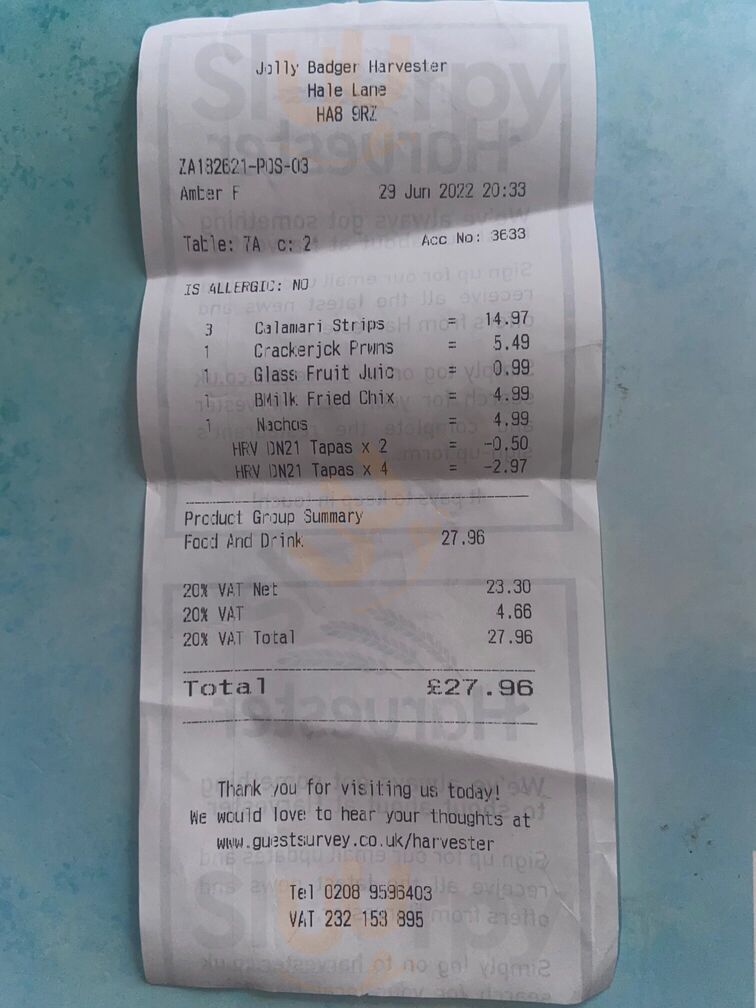 Jolly Badger Harvester
Hale Lane
HA8 9RZ
ZA182621-POS-03
Amber F 29 Jun 2022 20:33
Table: 7A c: 2 Acc No: 3633
IS ALLERGIC: NO
3 Calamari Strips = 14.97
1 Crackerjck Prwns = 5.49
1 Glass Fruit Juic = 0.99
1 BMilk Fried Chix = 4.99
1 Nachos = 4.99
HRV DN21 Tapas x 2 = -0.50
HRV DN21 Tapas x 4 = -2.97
Product Group Summary
Food And Drink 27.96
20% VAT Net 23.30
20% VAT 4.66
20% VAT Total 27.96
Total £27.96
Thank you for visiting us today!
We would love to hear your thoughts at
www.guestsurvey.co.uk/harvester
Tel 0208 9596403
VAT 232 153 895